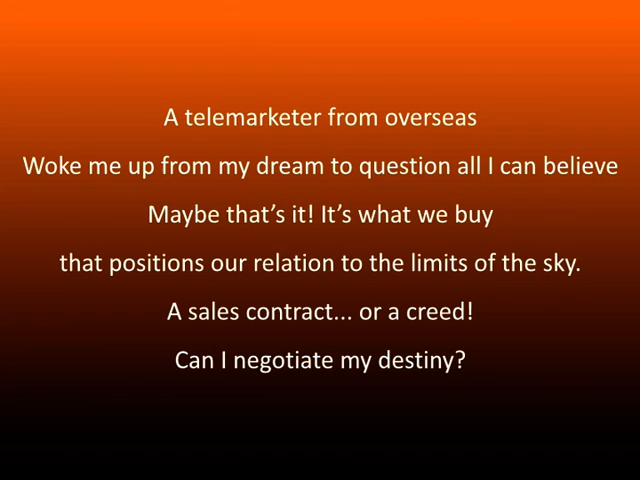 A telemarketer from overseas
Woke me up from my dream to question all I can believe
Maybe that’s it! It’s what we buy
that positions our relation to the limits of the sky.
A sales contract... or a creed!
Can I negotiate my destiny?